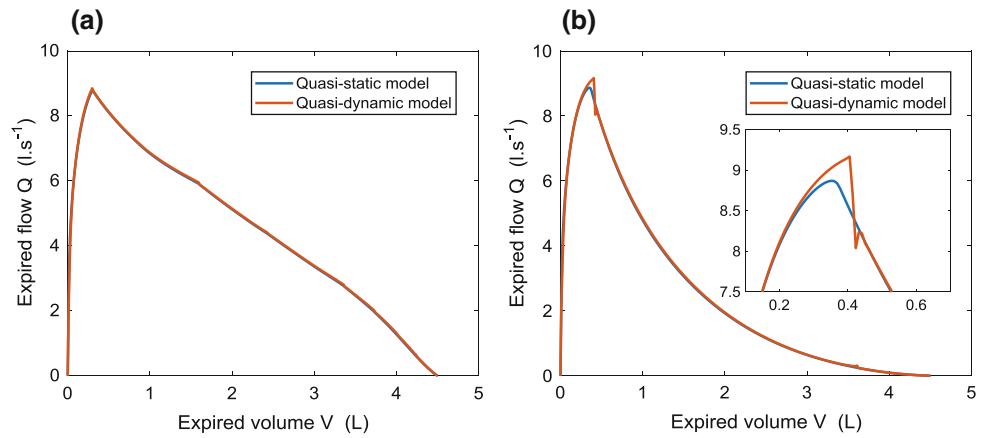 (a)
10
8
6
4
2
0
0 1 2 3 4 5
Expired flow Q (l.s⁻¹)
Expired volume V (L)
Quasi-static model
Quasi-dynamic model
(b)
10
8
6
4
2
0
0 1 2 3 4 5
Expired flow Q (l.s⁻¹)
Expired volume V (L)
Quasi-static model
Quasi-dynamic model
9.5
9
8.5
8
7.5
0.2 0.4 0.6